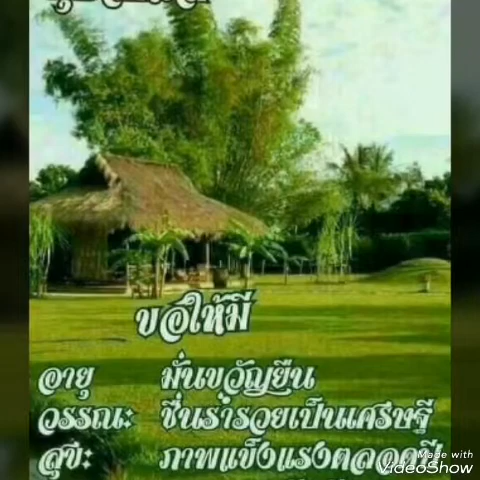 ขอให้มี
อายุ มั่นขวัญยืน
วรรณะ ชื่นร่ำรวยเป็นเศรษฐี
สุขะ ภาพแข็งแรงตลอดปี
Made with
VideoShow